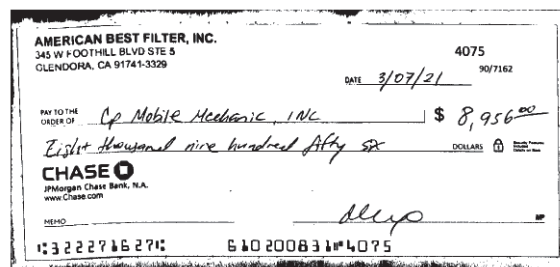 AMERICAN BEST FILTER, INC.
345 W FOOTHILL BLVD STE 5
GLENDORA, CA 91741-3329
4075
90/7162
DATE 3/07/21
PAY TO THE
ORDER OF Cp Mobile Mechanic, INC $ 8,956 00
Eight thousand nine hundred fifty six DOLLARS
CHASE
JPMorgan Chase Bank, N.A.
www.Chase.com
MEMO MP
⑆322271627⑆ 610200831⑈4075